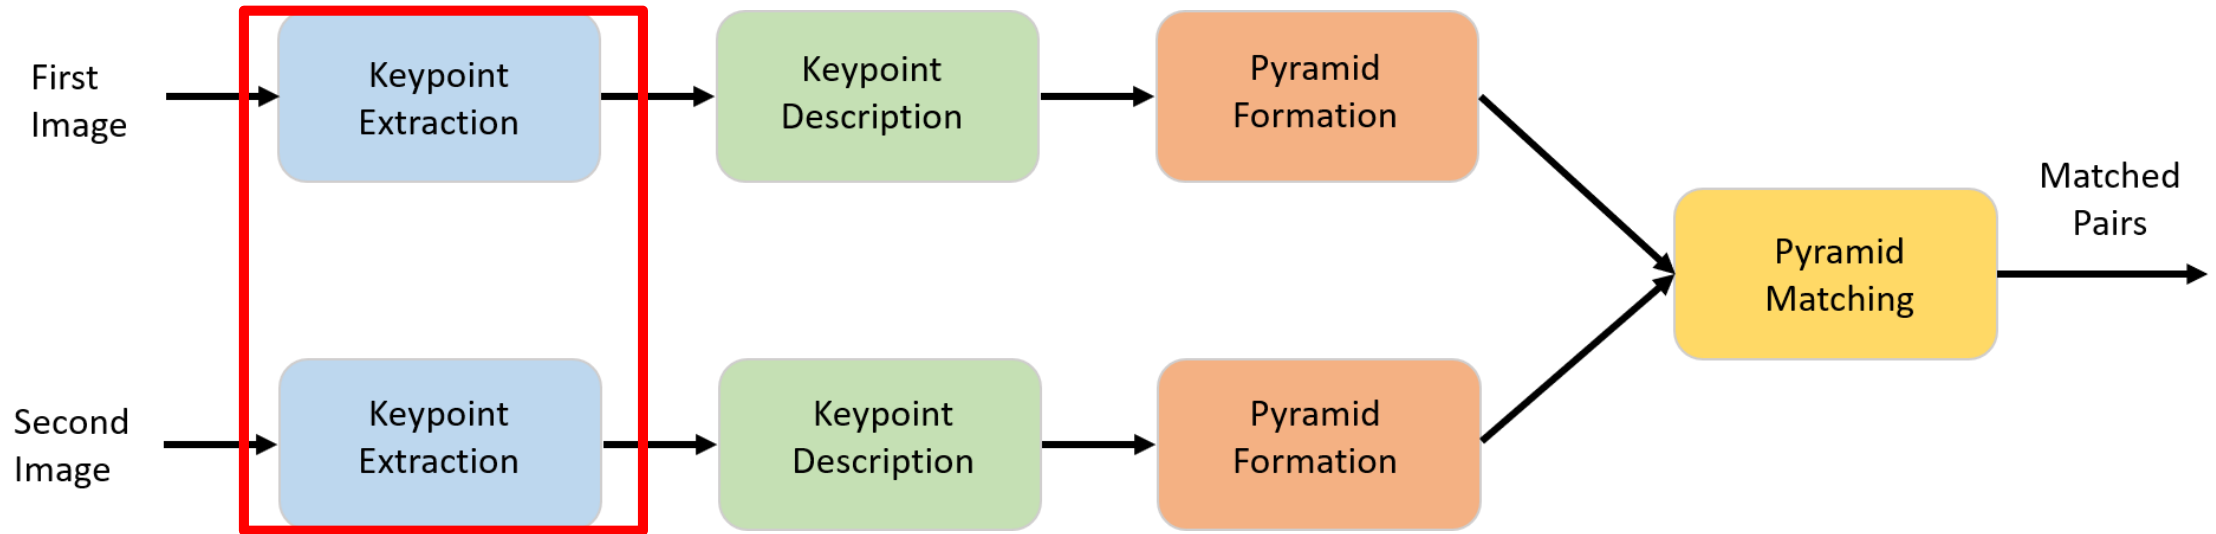 First
Image
Keypoint
Extraction
Keypoint
Description
Pyramid
Formation
Matched
Pairs
Pyramid
Matching
Second
Image
Keypoint
Extraction
Keypoint
Description
Pyramid
Formation